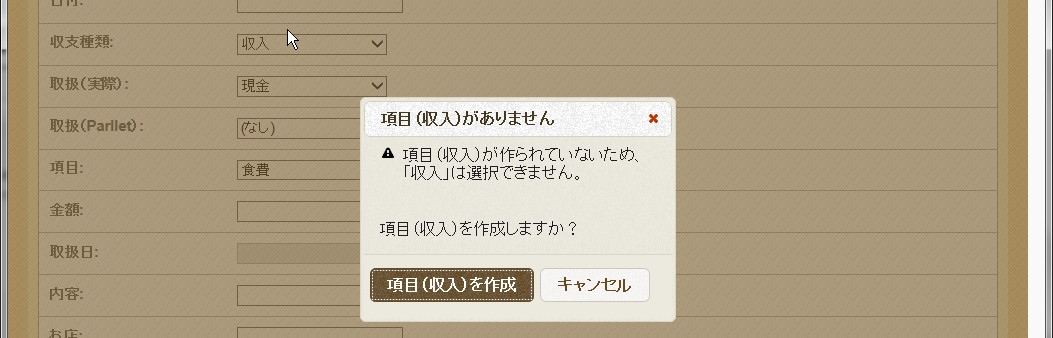 日付:
収支種類:
収入
取扱(実際):
現金
取扱(Parllet):
(なし)
項目:
食費
金額:
取扱日:
内容:
お店:
項目(収入)がありません
項目(収入)が作られていないため、
「収入」は選択できません。
項目(収入)を作成しますか?
項目(収入)を作成
キャンセル